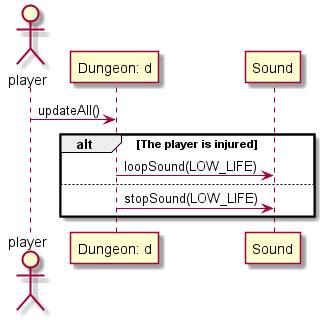 player
Dungeon: d
Sound
updateAll()
alt
[The player is injured]
loopSound(LOW_LIFE)
stopSound(LOW_LIFE)
player
Dungeon: d
Sound